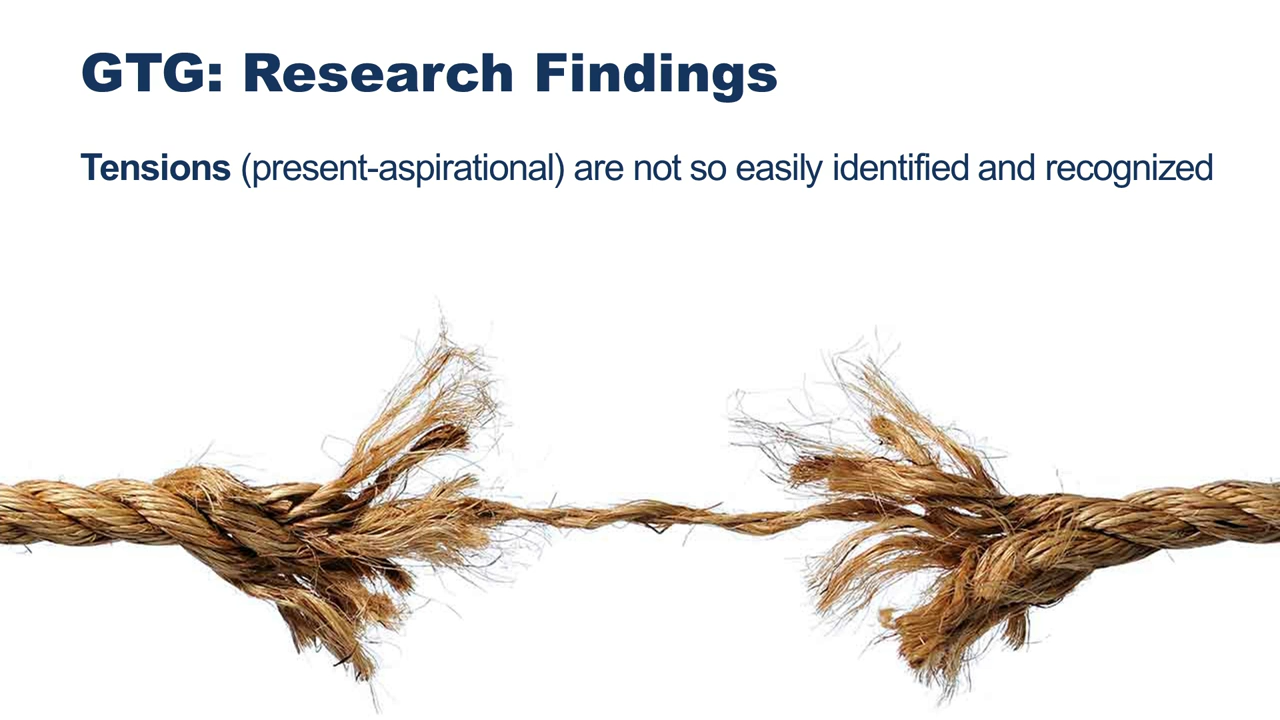 GTG: Research Findings
Tensions (present-aspirational) are not so easily identified and recognized